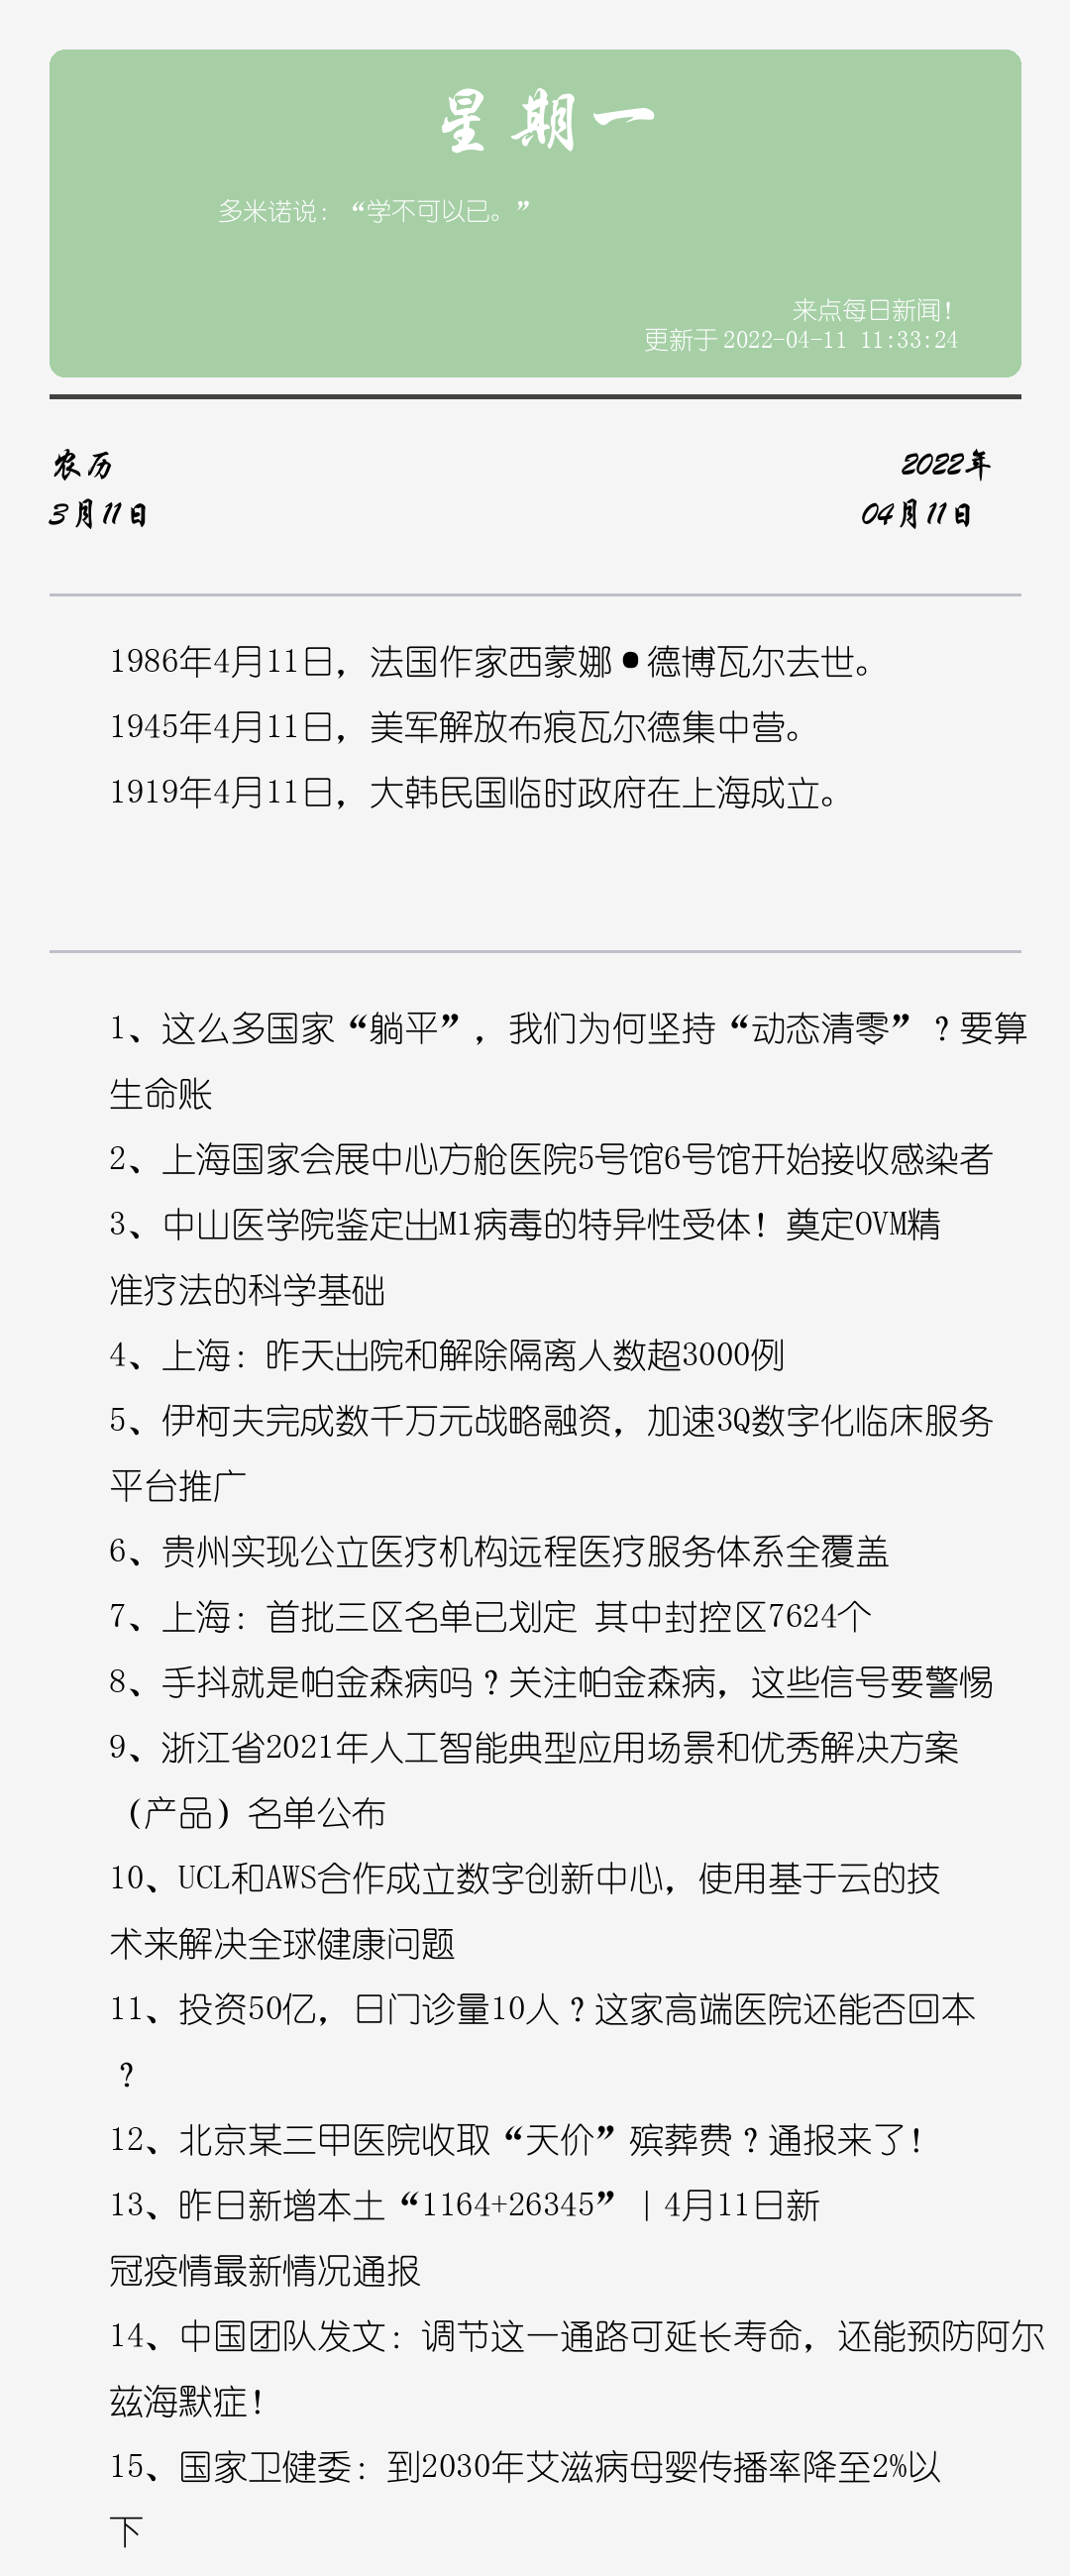 星期一
多米诺说：“学不可以已。”
来点每日新闻！
更新于 2022-04-11 11:33:24
农历
3月11日
2022年
04月11日
1986年4月11日，法国作家西蒙娜•德博瓦尔去世。
1945年4月11日，美军解放布痕瓦尔德集中营。
1919年4月11日，大韩民国临时政府在上海成立。
1、这么多国家“躺平”，我们为何坚持“动态清零”？要算
生命账
2、上海国家会展中心方舱医院5号馆6号馆开始接收感染者
3、中山医学院鉴定出M1病毒的特异性受体！奠定OVM精
准疗法的科学基础
4、上海：昨天出院和解除隔离人数超3000例
5、伊柯夫完成数千万元战略融资，加速3Q数字化临床服务
平台推广
6、贵州实现公立医疗机构远程医疗服务体系全覆盖
7、上海：首批三区名单已划定 其中封控区7624个
8、手抖就是帕金森病吗？关注帕金森病，这些信号要警惕
9、浙江省2021年人工智能典型应用场景和优秀解决方案
（产品）名单公布
10、UCL和AWS合作成立数字创新中心，使用基于云的技
术来解决全球健康问题
11、投资50亿，日门诊量10人？这家高端医院还能否回本
？
12、北京某三甲医院收取“天价”殡葬费？通报来了！
13、昨日新增本土“1164+26345”｜4月11日新
冠疫情最新情况通报
14、中国团队发文：调节这一通路可延长寿命，还能预防阿尔
兹海默症！
15、国家卫健委：到2030年艾滋病母婴传播率降至2%以
下